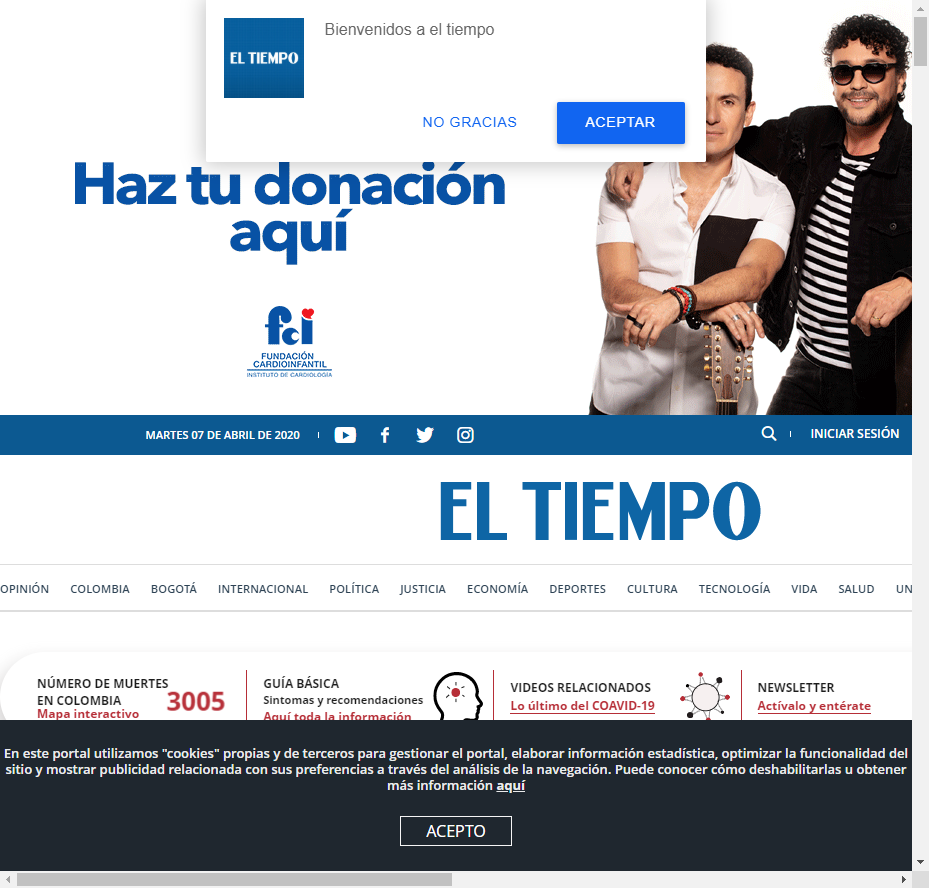 EL TIEMPO
Bienvenidos a el tiempo
NO GRACIAS
ACEPTAR
Haz tu donación
aquí
fci
FUNDACIÓN
CARDIOINFANTIL
INSTITUTO DE CARDIOLOGÍA
MARTES 07 DE ABRIL DE 2020
INICIAR SESIÓN
EL TIEMPO
OPINIÓN COLOMBIA BOGOTÁ INTERNACIONAL POLÍTICA JUSTICIA ECONOMÍA DEPORTES CULTURA TECNOLOGÍA VIDA SALUD UN
NÚMERO DE MUERTES
EN COLOMBIA
Mapa interactivo
3005
GUÍA BÁSICA
Sintomas y recomendaciones
Aquí toda la información
VIDEOS RELACIONADOS
Lo último del COAVID-19
NEWSLETTER
Actívalo y entérate
En este portal utilizamos "cookies" propias y de terceros para gestionar el portal, elaborar información estadística, optimizar la funcionalidad del
sitio y mostrar publicidad relacionada con sus preferencias a través del análisis de la navegación. Puede conocer cómo deshabilitarlas u obtener
más información aquí
ACEPTO